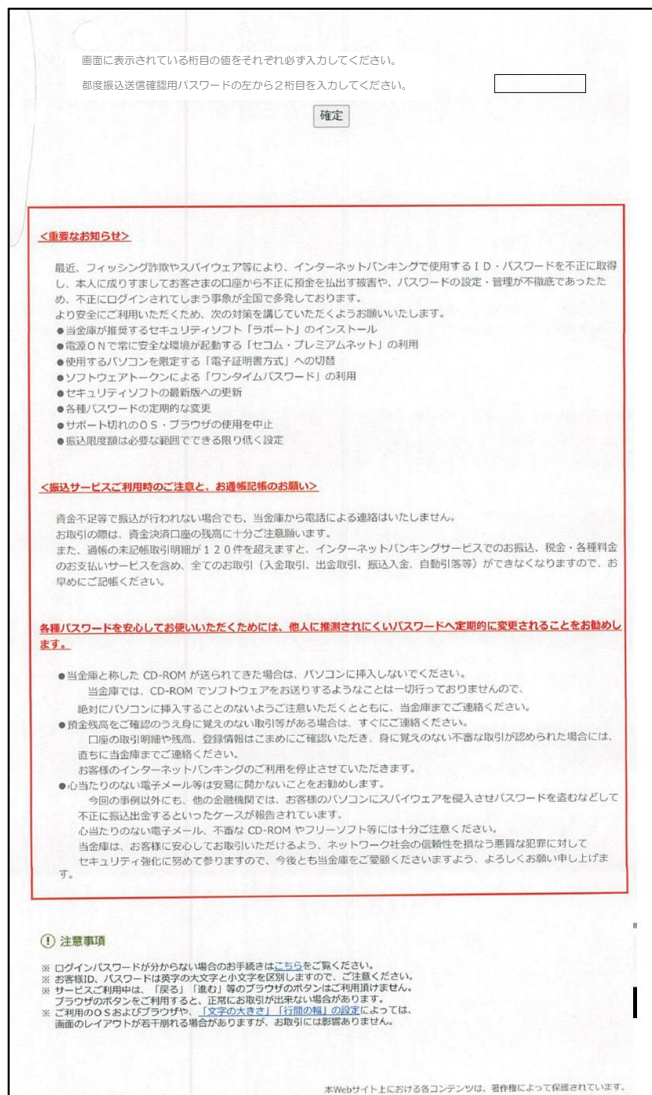 画面に表示されている桁目の値をそれぞれ必ず入力してください。
都度振込送信確認用パスワードの左から２桁目を入力してください。
確定
＜重要なお知らせ＞
最近、フィッシング詐欺やスパイウェア等により、インターネットバンキングで使用するＩＤ・パスワードを不正に取得
し、本人に成りすましてお客さまの口座から不正に預金を払出す被害や、パスワードの設定・管理が不徹底であったた
め、不正にログインされてしまう事象が全国で多発しております。
より安全にご利用いただくため、次の対策を講じていただくようお願いいたします。
●当金庫が推奨するセキュリティソフト「ラポート」のインストール
●電源ＯＮで常に安全な環境が起動する「セコム・プレミアムネット」の利用
●使用するパソコンを限定する「電子証明書方式」への切替
●ソフトウェアトークンによる「ワンタイムパスワード」の利用
●セキュリティソフトの最新版への更新
●各種パスワードの定期的な変更
●サポート切れのＯＳ・ブラウザの使用を中止
●振込限度額は必要な範囲でできる限り低く設定
＜振込サービスご利用時のご注意と、お通帳記帳のお願い＞
資金不足等で振込が行われない場合でも、当金庫から電話による連絡はいたしません。
お取引の際は、資金決済口座の残高に十分ご注意願います。
また、通帳の未記帳取引明細が１２０件を超えますと、インターネットバンキングサービスでのお振込、税金・各種料金
のお支払いサービスを含め、全てのお取引（入金取引、出金取引、振込入金、自動引落等）ができなくなりますので、お
早めにご記帳ください。
各種パスワードを安心してお使いいただくためには、他人に推測されにくいパスワードへ定期的に変更されることをお勧めし
ます。
●当金庫と称した CD-ROM が送られてきた場合は、パソコンに挿入しないでください。
当金庫では、CD-ROM でソフトウェアをお送りするようなことは一切行っておりませんので、
絶対にパソコンに挿入することのないようご注意いただくとともに、当金庫までご連絡ください。
●預金残高をご確認のうえ身に覚えのない取引等がある場合は、すぐにご連絡ください。
口座の取引明細や残高、登録情報はこまめにご確認いただき、身に覚えのない不審な取引が認められた場合には、
直ちに当金庫までご連絡ください。
お客様のインターネットバンキングのご利用を停止させていただきます。
●心当たりのない電子メール等は安易に開かないことをお勧めします。
今回の事例以外にも、他の金融機関では、お客様のパソコンにスパイウェアを侵入させパスワードを盗むなどして
不正に振込出金するといったケースが報告されています。
心当たりのない電子メール、不審な CD-ROM やフリーソフト等には十分ご注意ください。
当金庫は、お客様に安心してお取引いただけるよう、ネットワーク社会の信頼性を損なう悪質な犯罪に対して
セキュリティ強化に努めて参りますので、今後とも当金庫をご愛顧くださいますよう、よろしくお願い申し上げま
す。
注意事項
※ ログインパスワードが分からない場合のお手続きはこちらをご覧ください。
※ お客様ID、パスワードは英字の大文字と小文字を区別しますので、ご注意ください。
※ サービスご利用中は、「戻る」「進む」等のブラウザのボタンはご利用頂けません。
ブラウザのボタンをご利用すると、正常にお取引が出来ない場合があります。
※ ご利用のＯＳおよびブラウザや、「文字の大きさ」「行間の幅」の設定によっては、
画面のレイアウトが若干崩れる場合がありますが、お取引には影響ありません。
本Webサイト上における各コンテンツは、著作権によって保護されています。